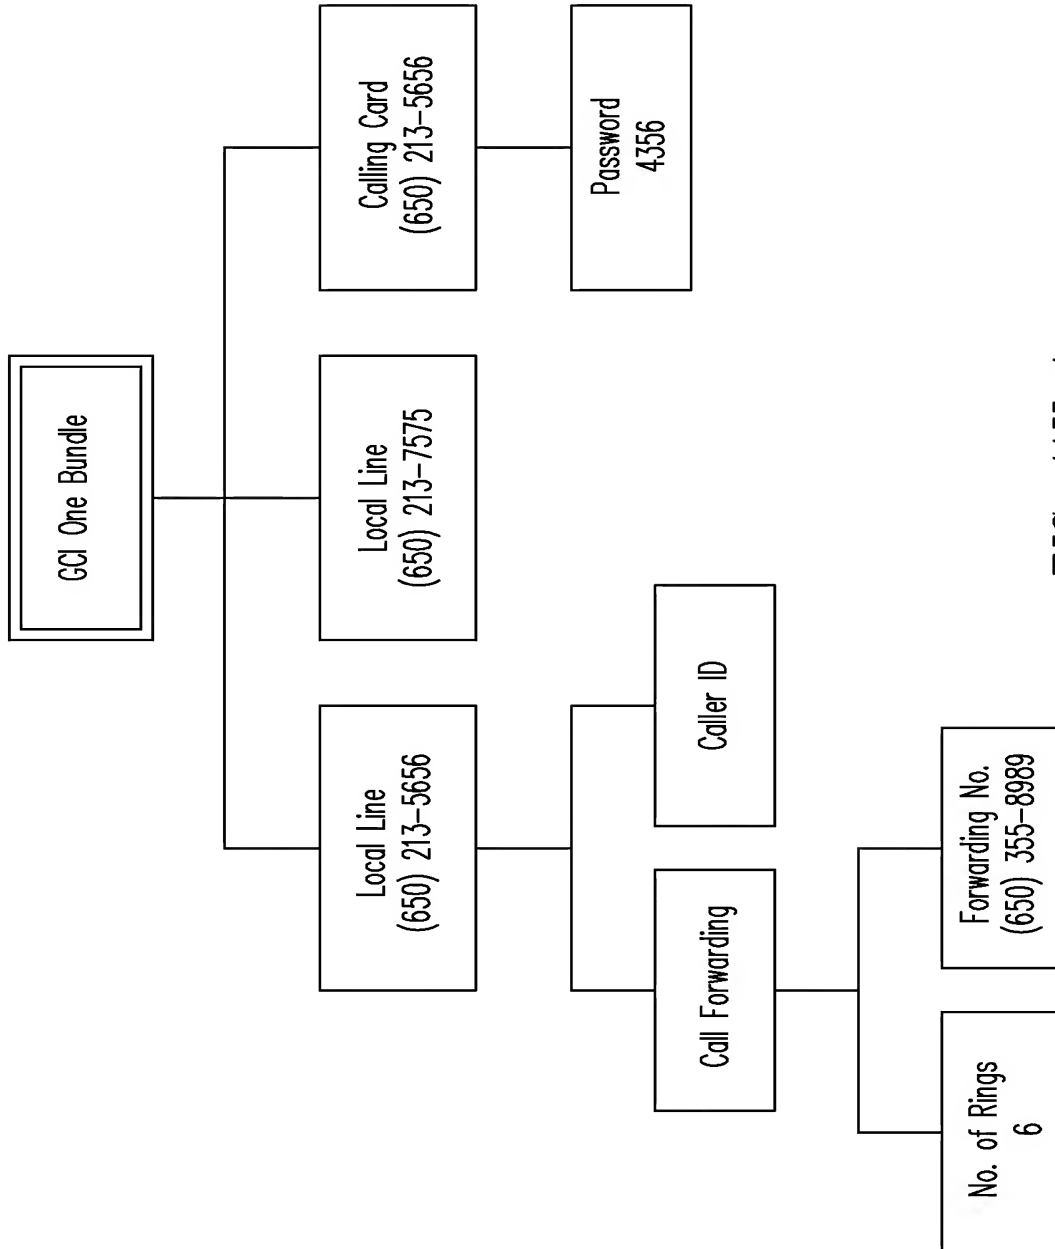 GCI One Bundle
Local Line
(650) 213-5656
Local Line
(650) 213-7575
Calling Card
(650) 213-5656
Call Forwarding
Caller ID
Password
4356
No. of Rings
6
Forwarding No.
(650) 355-8989